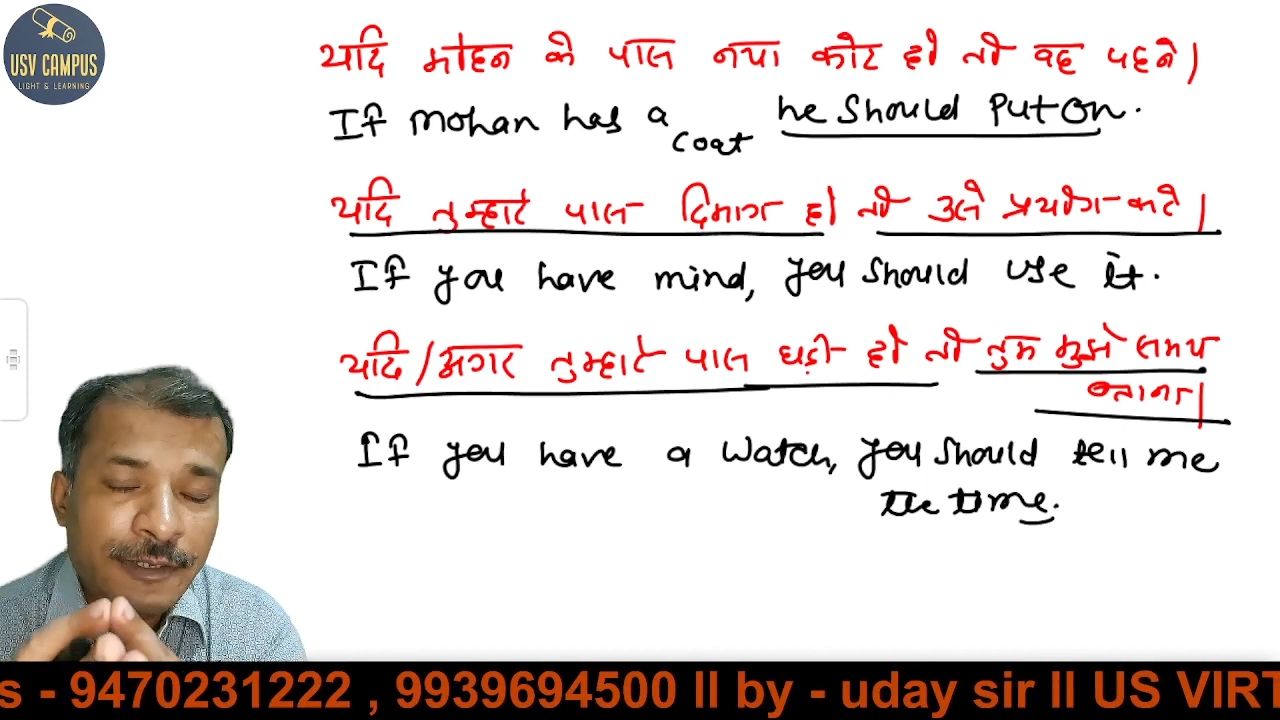 USV CAMPUS
LIGHT & LEARNING
यदि मोहन के पास नया कोट हो तो वह पहने।
If Mohan has a coat he should put on.
यदि तुम्हारे पास दिमाग हो तो उसे प्रयोग करो।
If you have mind, you should use it.
यदि/अगर तुम्हारे पास घड़ी हो तो तुम मुझे समय
बताना।
If you have a watch, you should tell me
the time.
s - 9470231222 , 9939694500 ll by - uday sir ll US VIRT